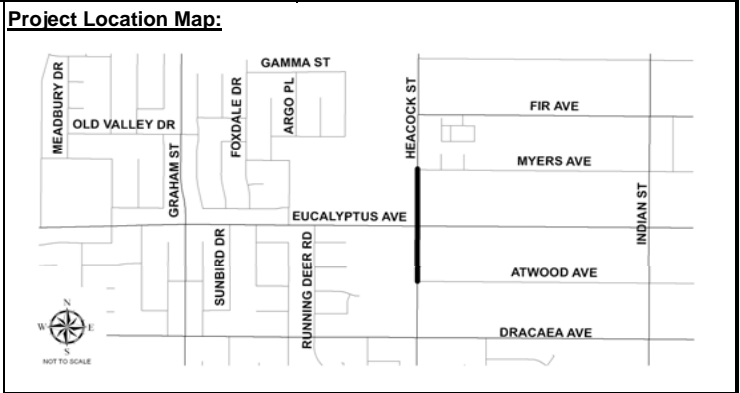 Project Location Map:
GAMMA ST
MEADBURY DR
FOXDALE DR
ARGO PL
HEACOCK ST
FIR AVE
OLD VALLEY DR
MYERS AVE
GRAHAM ST
INDIAN ST
EUCALYPTUS AVE
SUNBIRD DR
RUNNING DEER RD
ATWOOD AVE
N
W E
S
NOT TO SCALE
DRACAEA AVE